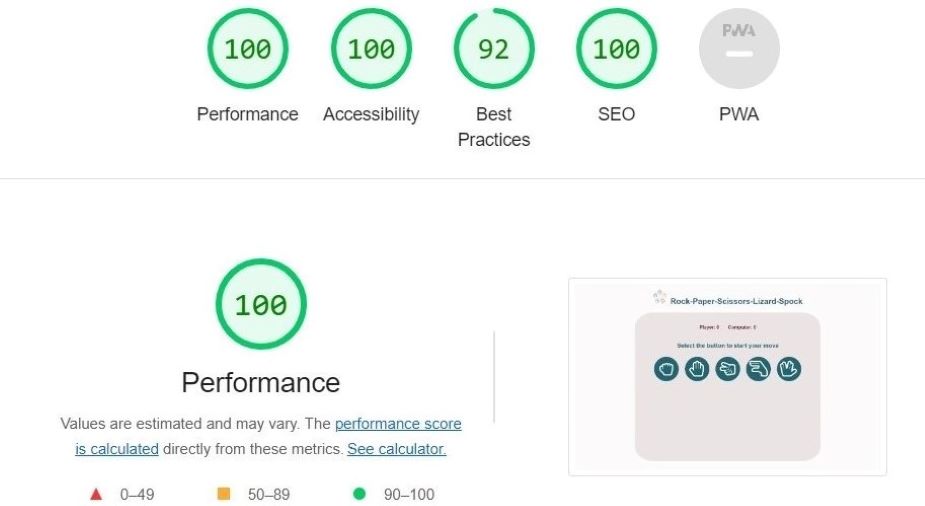 100 100 92 100 PWA
Performance Accessibility Best Practices SEO PWA
100
Performance
Values are estimated and may vary. The performance score
is calculated directly from these metrics. See calculator.
0–49 50–89 90–100
Rock-Paper-Scissors-Lizard-Spock
Player: 0 Computer: 0
Select the button to start your move